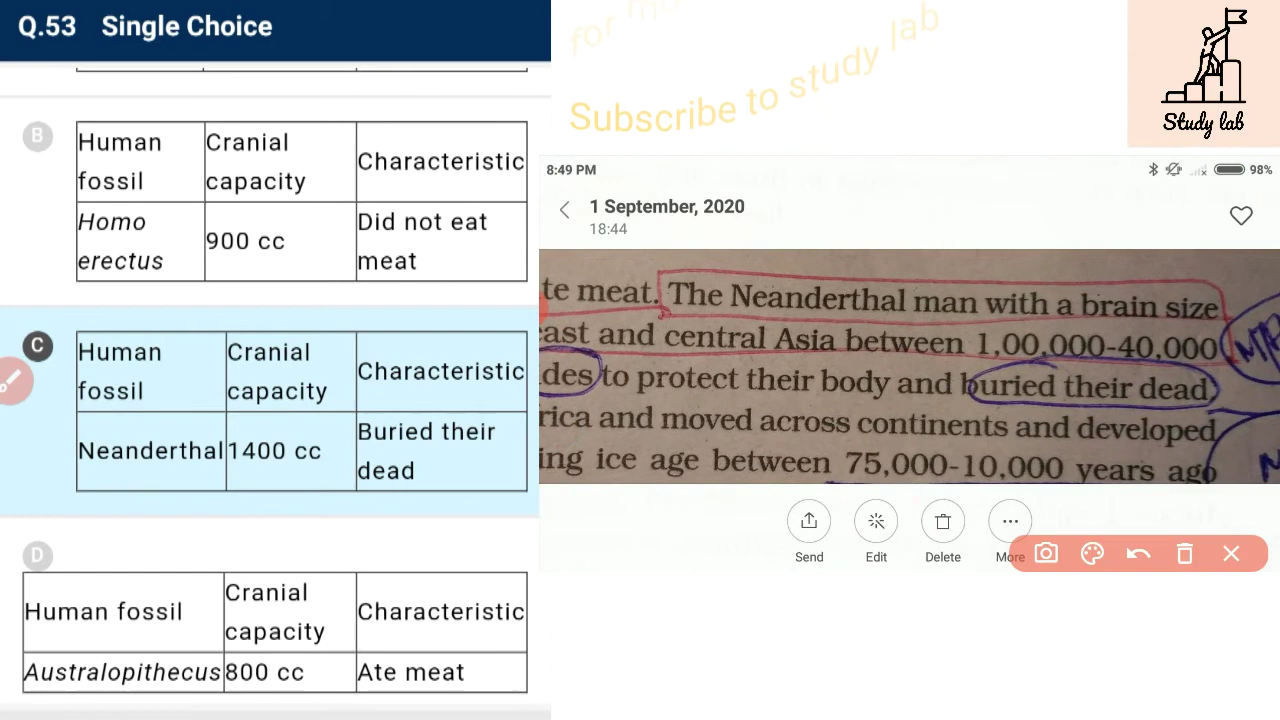 Q.53 Single Choice
B
Human fossil
Cranial capacity
Characteristic
Homo erectus
900 cc
Did not eat meat
C
Human fossil
Cranial capacity
Characteristic
Neanderthal
1400 cc
Buried their dead
D
Human fossil
Cranial capacity
Characteristic
Australopithecus
800 cc
Ate meat
for
Subscribe to study lab
Study lab
8:49 PM
98%
1 September, 2020
18:44
te meat. The Neanderthal man with a brain size
east and central Asia between 1,00,000-40,000
des to protect their body and buried their dead
rica and moved across continents and developed
ing ice age between 75,000-10,000 years ago
Send
Edit
Delete
More